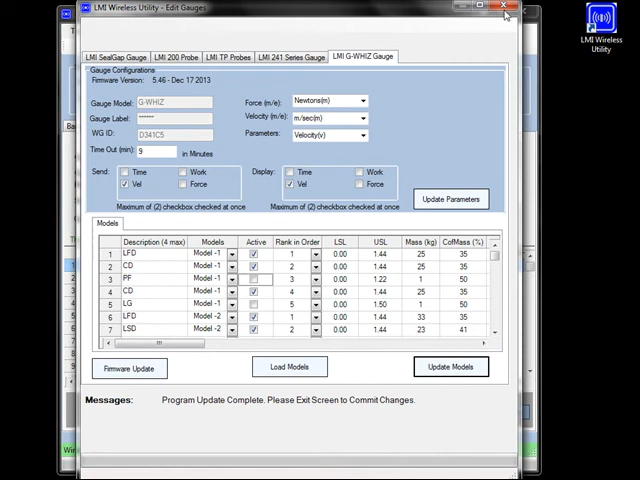 LMI Wireless Utility - Edit Gauges
LMI SealGap Gauge LMI 200 Probe LMI TP Probes LMI 241 Series Gauge LMI G-WHIZ Gauge
Gauge Configurations
Firmware Version: 5.46 - Dec 17 2013
Gauge Model: G-WHIZ Force (m/e): Newtons(m)
Gauge Label: ****** Velocity (m/e): m/sec(m)
WG ID: D341C5 Parameters: Velocity(v)
Time Out (min): 9 in Minutes
Send: Time Work Display: Time Work
Vel Force Vel Force
Maximum of (2) checkbox checked at once Maximum of (2) checkbox checked at once
Update Parameters
Models
Description (4 max) Models Active Rank in Order LSL USL Mass (kg) CofMass (%)
1 LFD Model -1 1 0.00 1.44 25 35
2 CD Model -1 2 0.00 1.44 25 35
3 PF Model -1 3 0.00 1.22 1 50
4 CD Model -1 4 0.00 1.44 25 35
5 LG Model -1 5 0.00 1.50 1 50
6 LFD Model -2 1 0.00 1.44 33 35
7 LSD Model -2 2 0.00 1.44 23 41
Firmware Update Load Models Update Models
Messages: Program Update Complete. Please Exit Screen to Commit Changes.
LMI Wireless
Utility